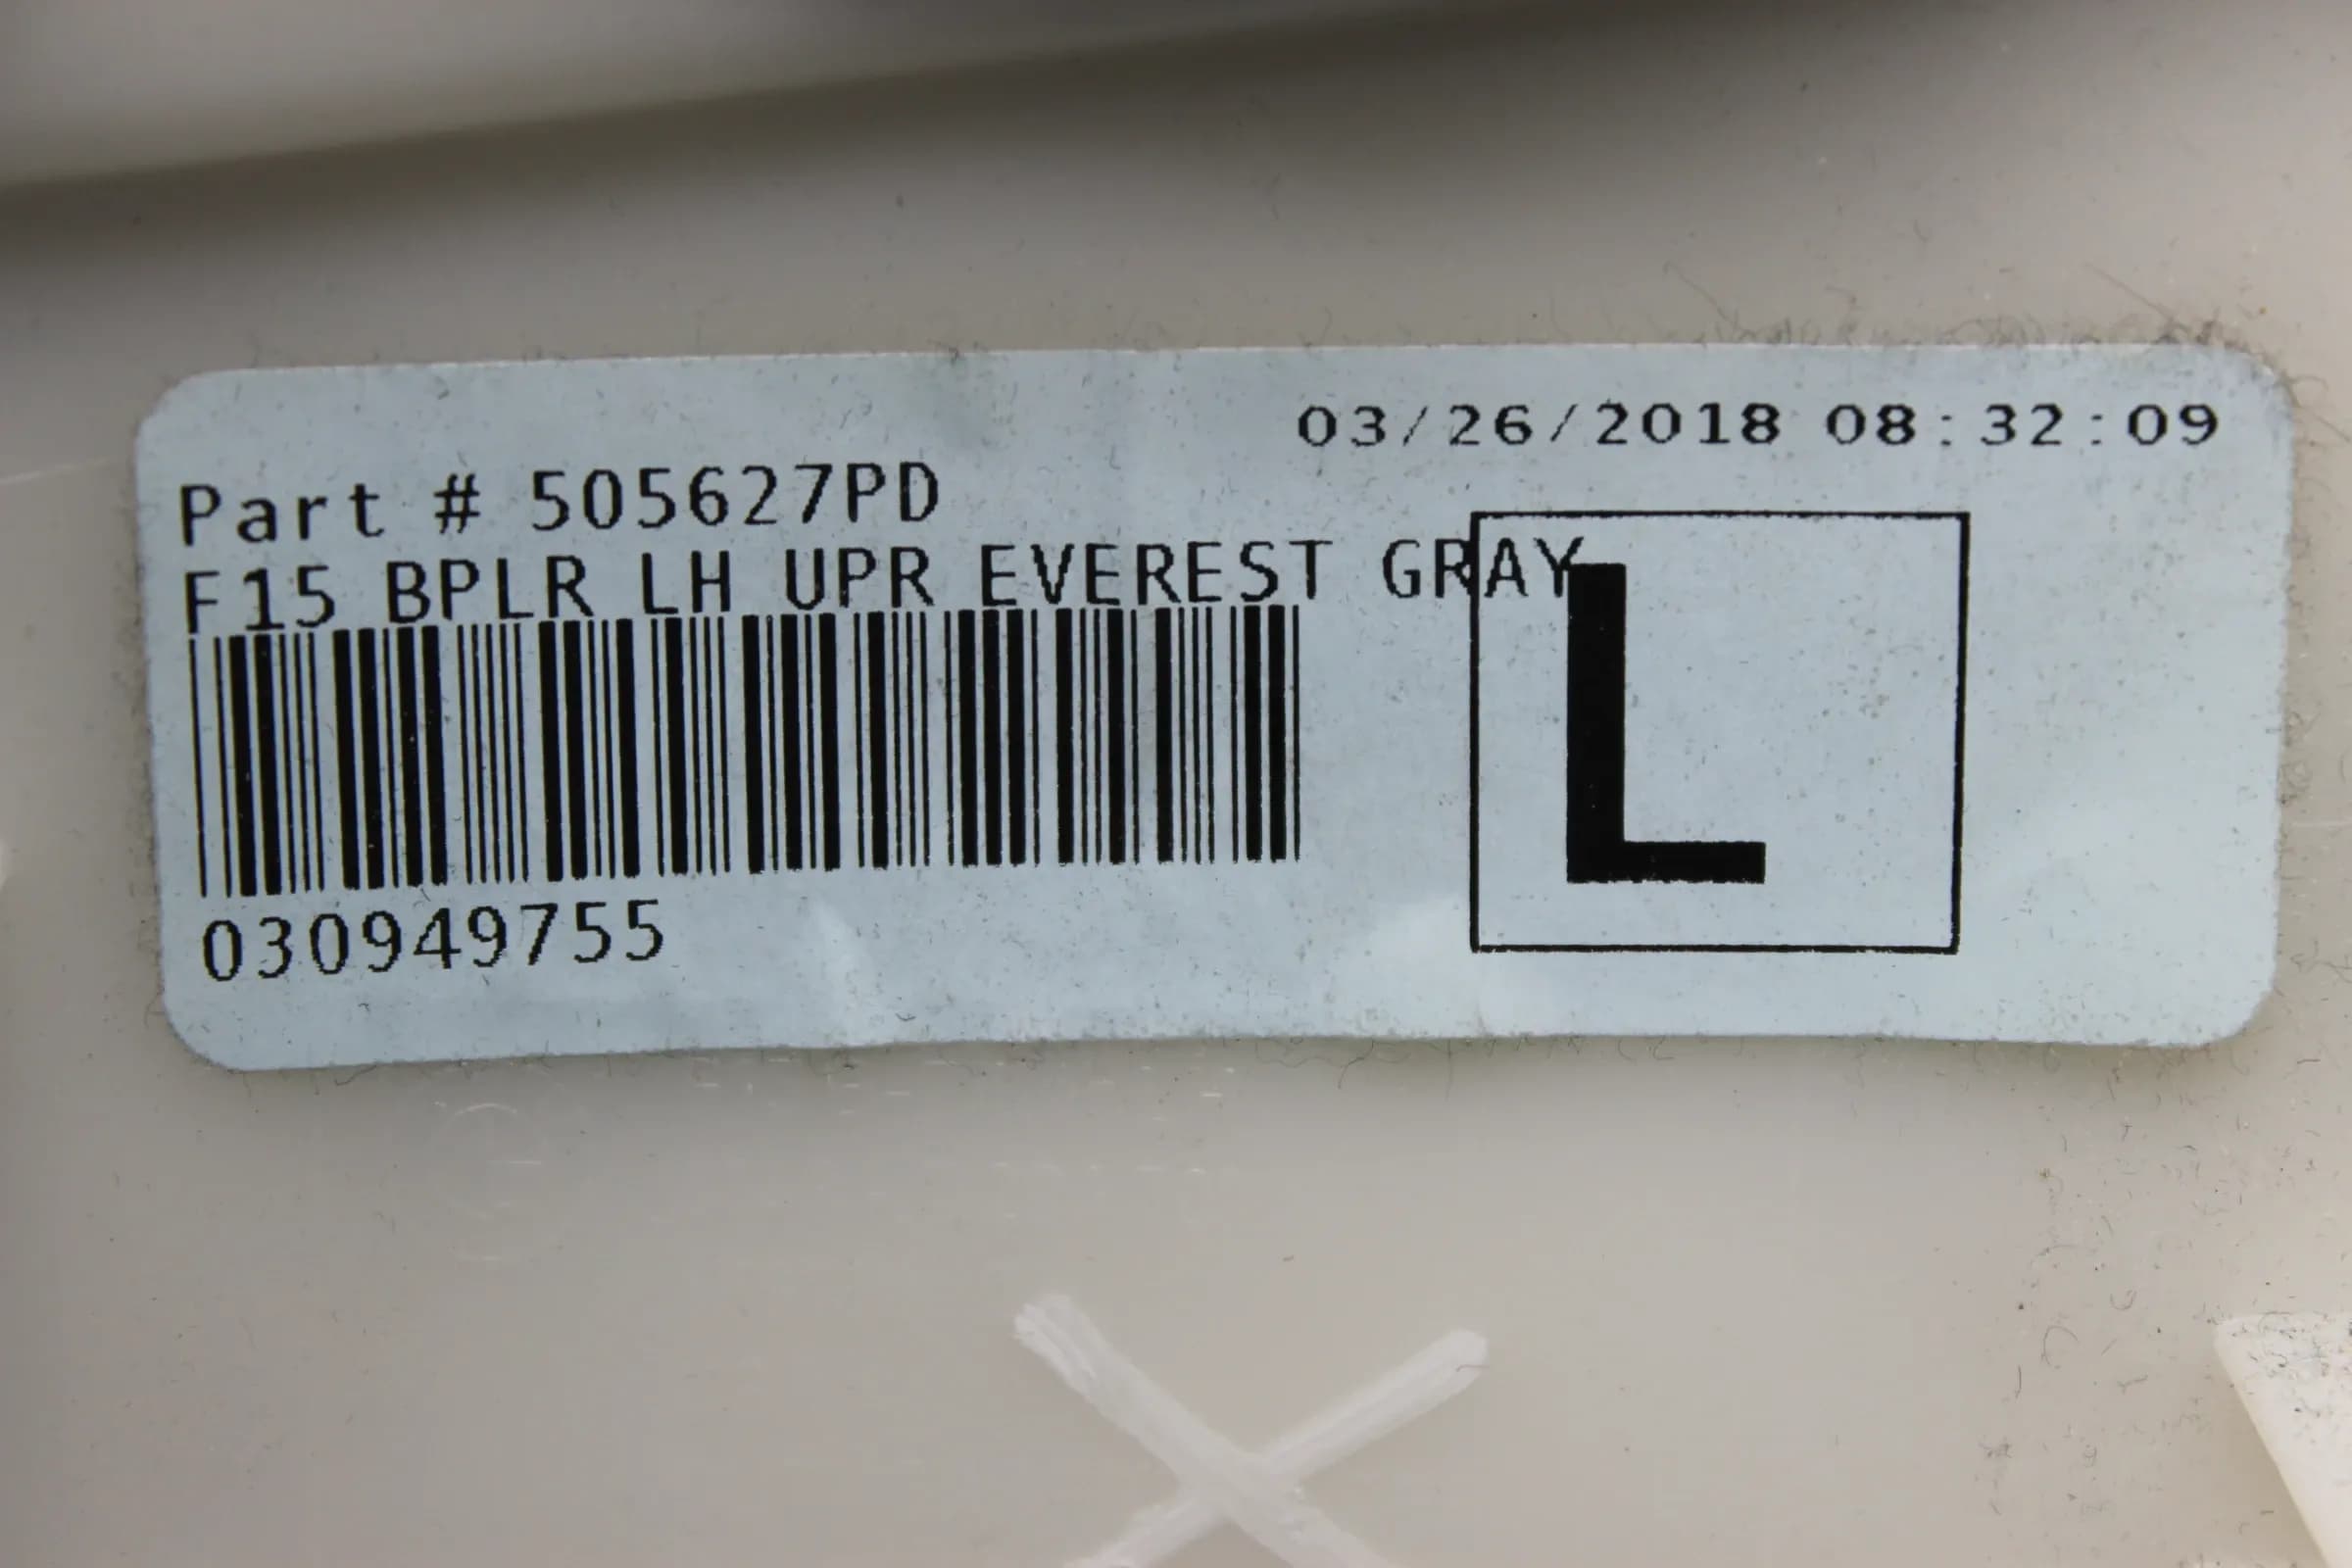 03/26/2018 08:32:09
Part # 505627PD
F15 BPLR LH UPR EVEREST GRAY
L
030949755